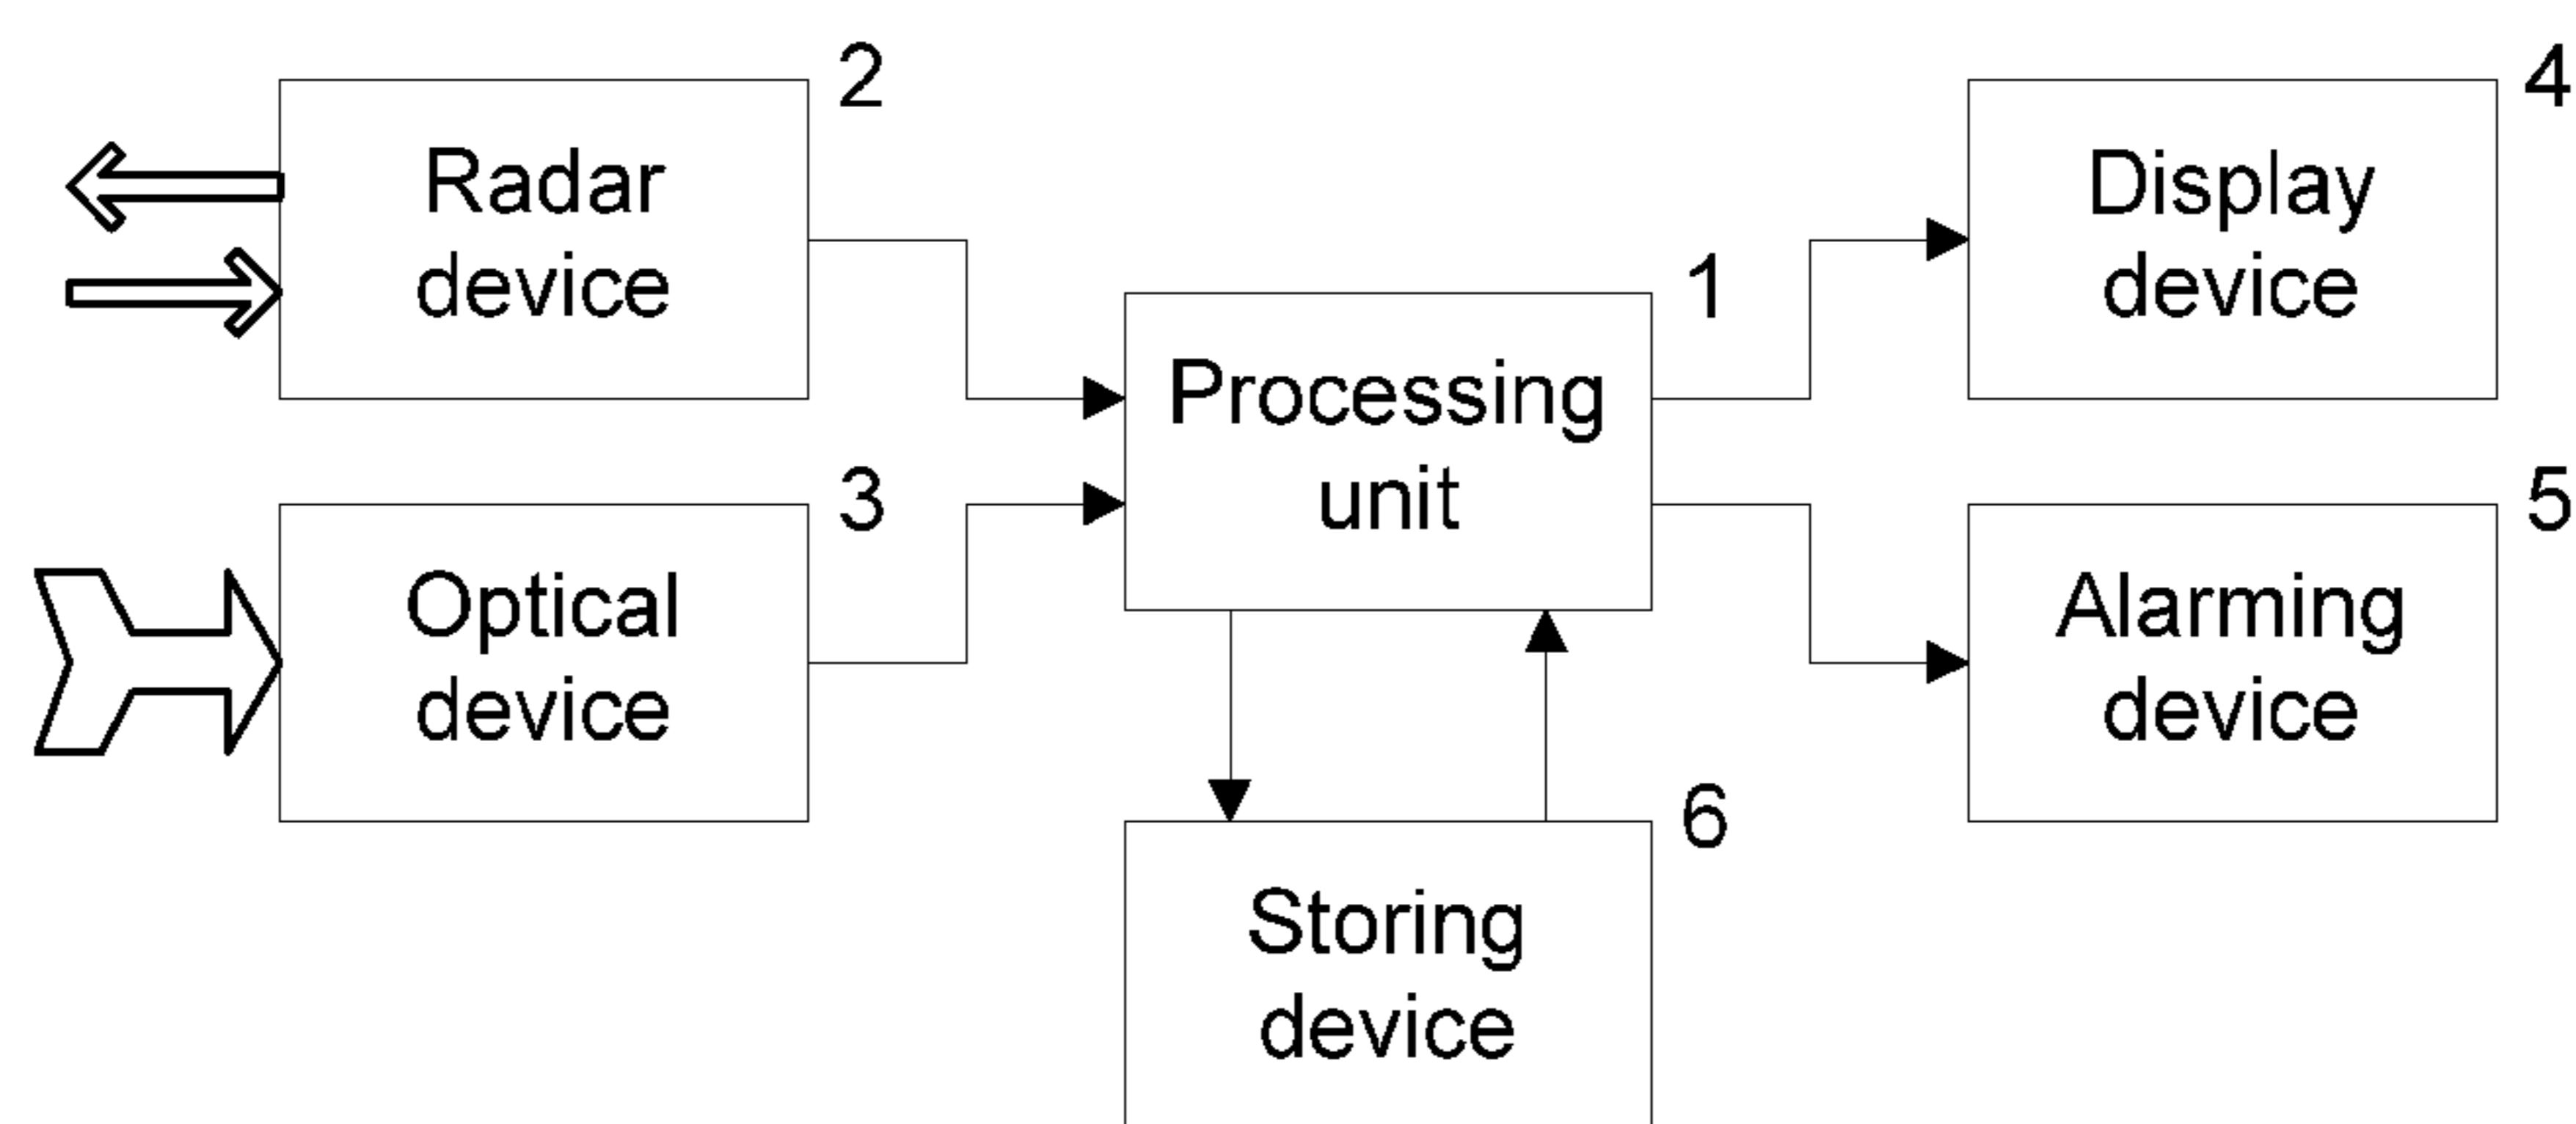 2
Radar
device
4
Display
device
1
Processing
unit
3
Optical
device
5
Alarming
device
6
Storing
device